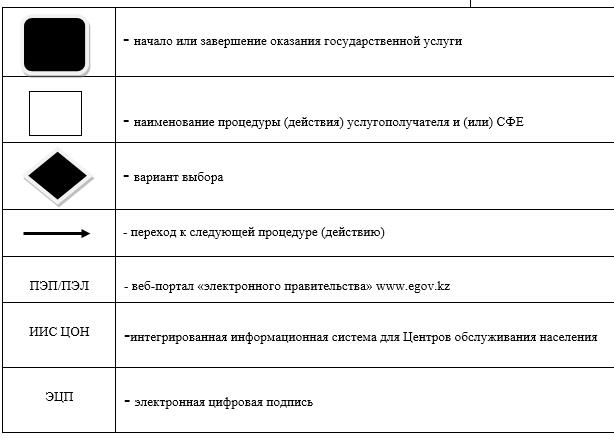 - начало или завершение оказания государственной услуги
- наименование процедуры (действия) услугополучателя и (или) СФЕ
- вариант выбора
- переход к следующей процедуре (действию)
ПЭП/ПЭЛ - веб-портал «электронного правительства» www.egov.kz
ИИС ЦОН -интегрированная информационная система для Центров обслуживания населения
ЭЦП - электронная цифровая подпись